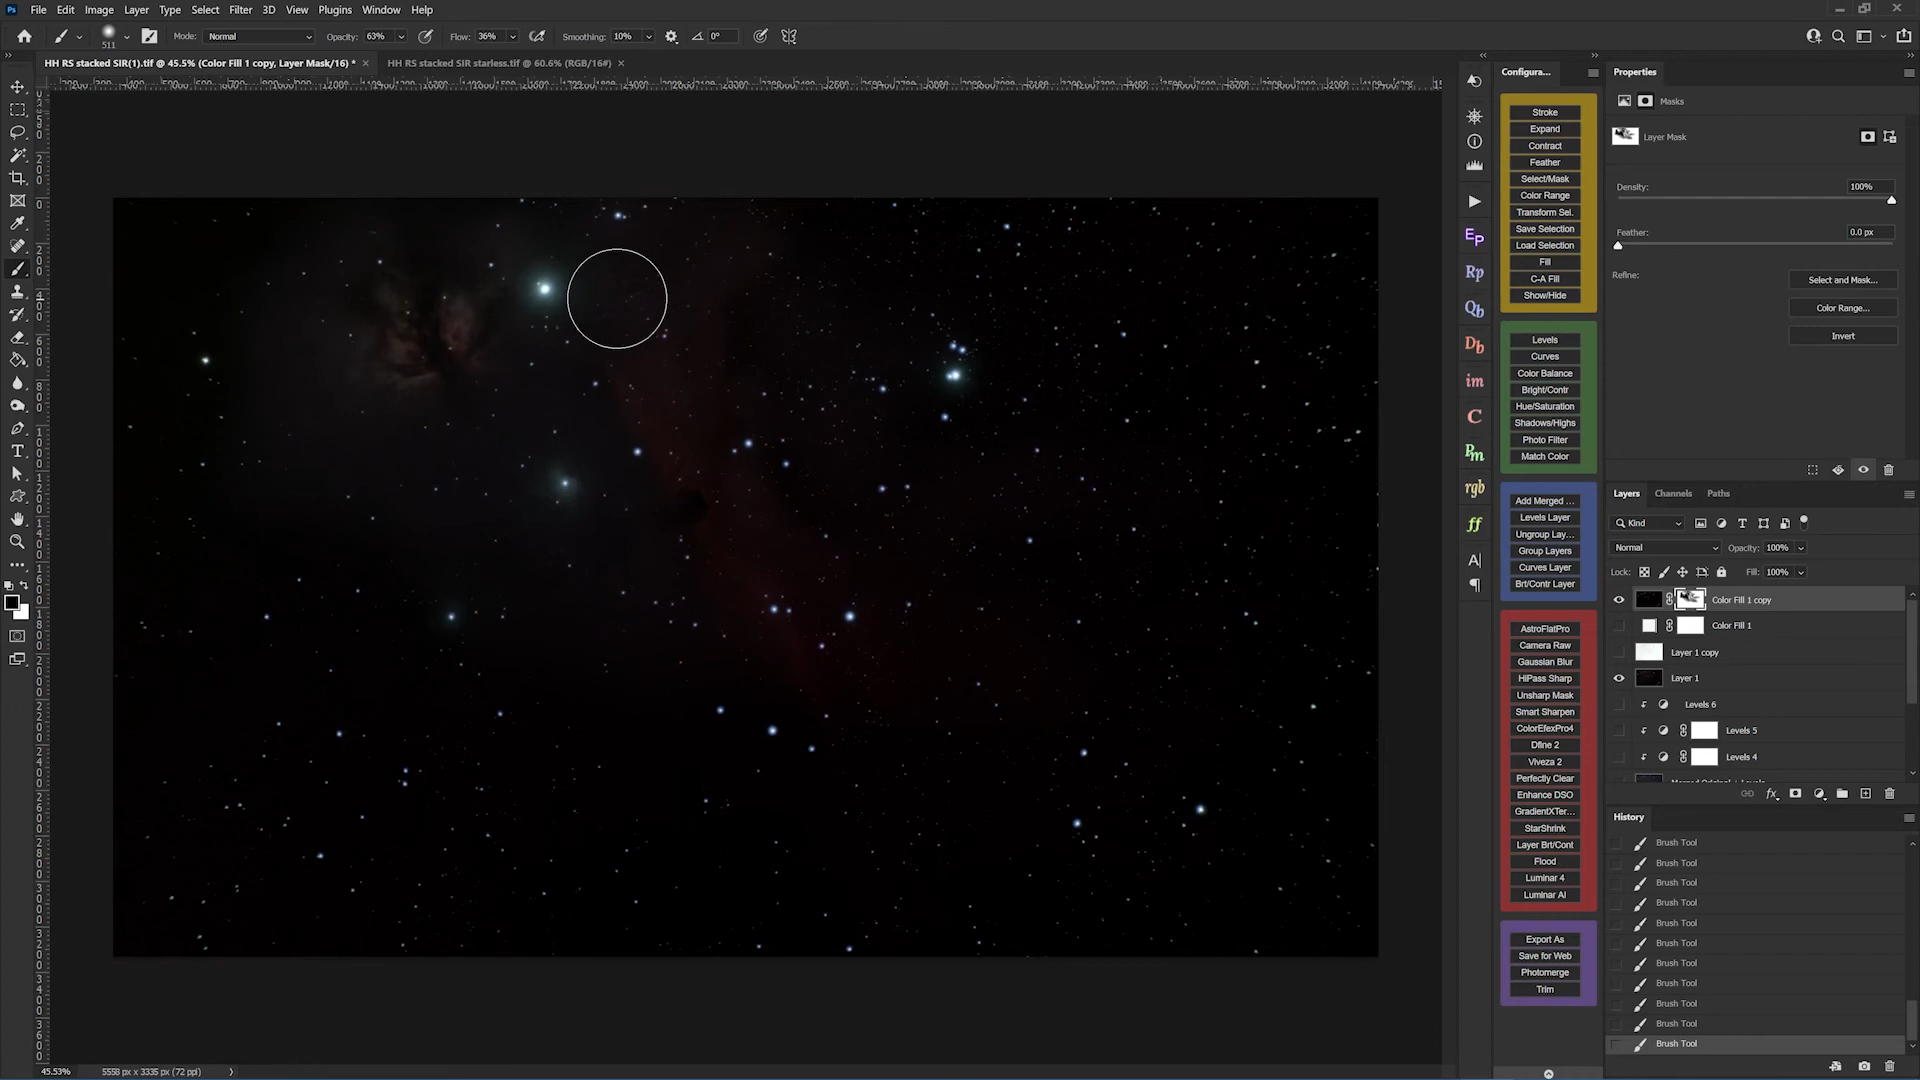 Ps File Edit Image Layer Type Select Filter 3D View Plugins Window Help
511 Mode: Normal Opacity: 63% Flow: 36% Smoothing: 10% 0°
HH RS stacked SIR(1).tif @ 45.5% (Color Fill 1 copy, Layer Mask/16) * × HH RS stacked SIR starless.tif @ 60.6% (RGB/16#) ×
Configura...
Stroke
Expand
Contract
Feather
Select/Mask
Color Range
Transform Sel.
Save Selection
Load Selection
Fill
C-A Fill
Show/Hide
Levels
Curves
Color Balance
Bright/Contr
Hue/Saturation
Shadows/Highs
Photo Filter
Match Color
Add Merged ...
Levels Layer
Ungroup Lay...
Group Layers
Curves Layer
Brt/Contr Layer
AstroFlatPro
Camera Raw
Gaussian Blur
HiPass Sharp
Unsharp Mask
Smart Sharpen
ColorEfexPro4
Dfine 2
Viveza 2
Perfectly Clear
Enhance DSO
GradientXTer...
StarShrink
Layer Brt/Cont
Flood
Luminar 4
Luminar AI
Export As
Save for Web
Photomerge
Trim
Ep
Rp
Qb
Db
im
C
Pm
rgb
ff
A|
¶
Properties
Masks
Layer Mask
Density: 100%
Feather: 0.0 px
Refine: Select and Mask...
Color Range...
Invert
Layers Channels Paths
Kind
Normal Opacity: 100%
Lock: Fill: 100%
Color Fill 1 copy
Color Fill 1
Layer 1 copy
Layer 1
Levels 6
Levels 5
Levels 4
History
Brush Tool
Brush Tool
Brush Tool
Brush Tool
Brush Tool
Brush Tool
Brush Tool
Brush Tool
Brush Tool
Brush Tool
Brush Tool
45.53% 5558 px x 3335 px (72 ppi)